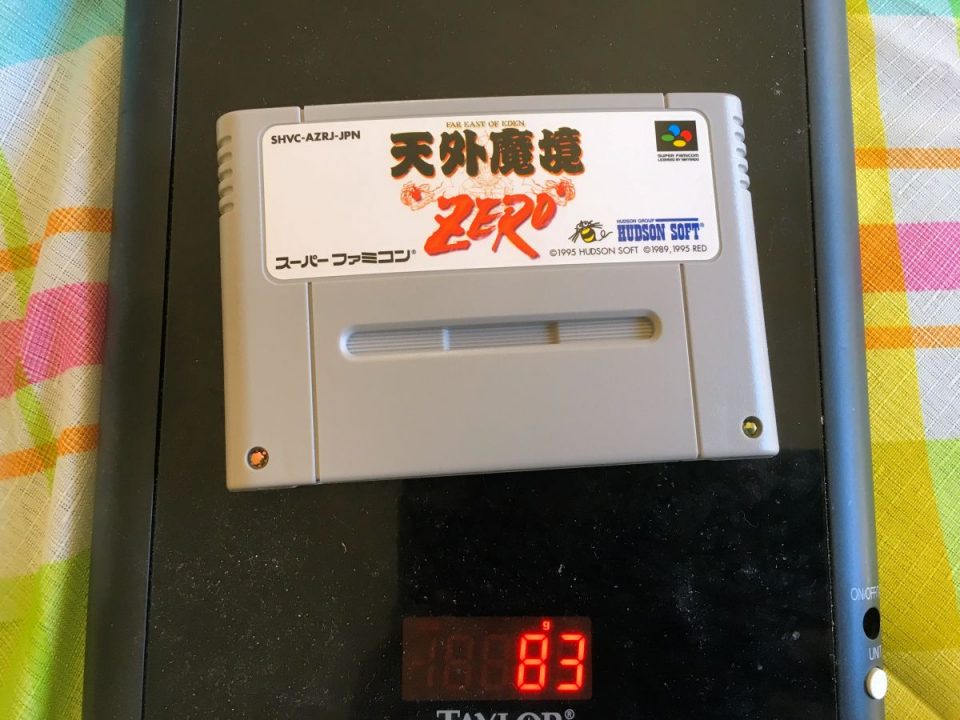 SHVC-AZRJ-JPN
FAR EAST OF EDEN
天外魔境
ZERO
SUPER FAMICOM
LICENSED BY NINTENDO
HUDSON GROUP
HUDSON SOFT®
スーパーファミコン®
©1995 HUDSON SOFT ©1989, 1995 RED
ON/OFF
UNIT
g
83
TAYLOR®